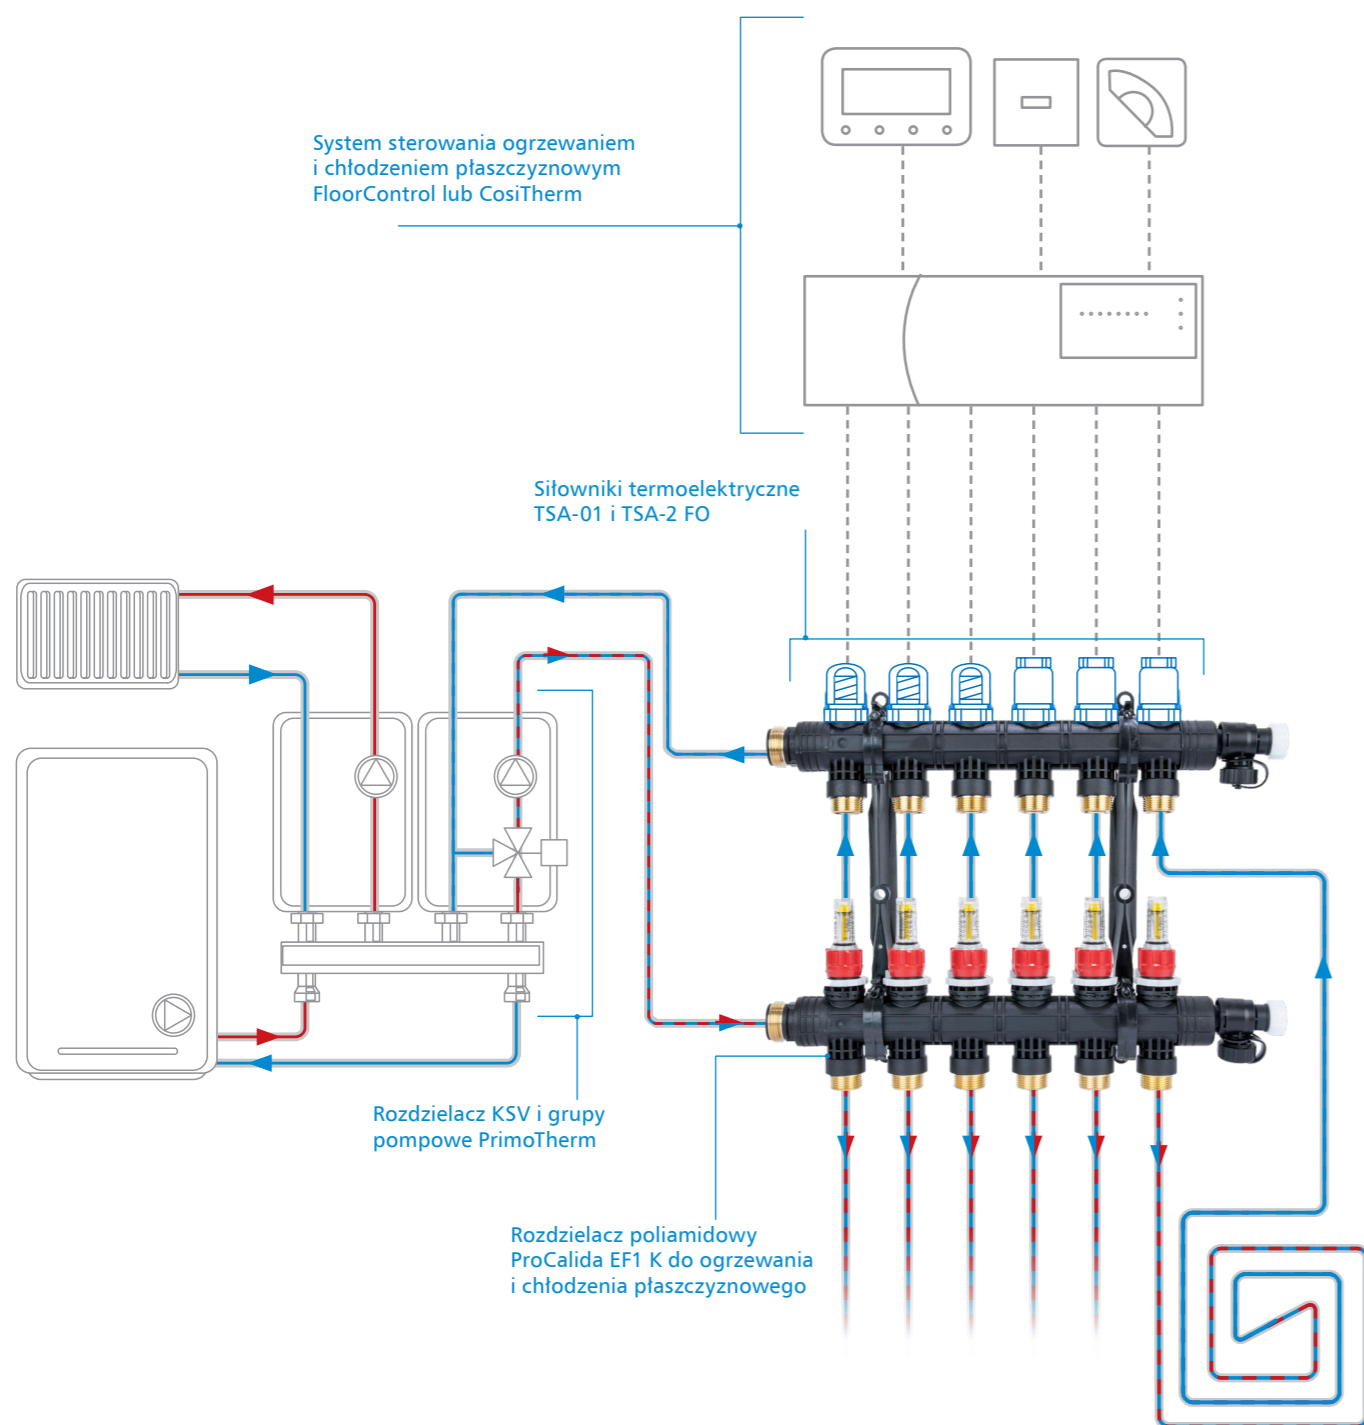 System sterowania ogrzewaniem
i chłodzeniem płaszczyznowym
FloorControl lub CosiTherm
Siłowniki termoelektryczne
TSA-01 i TSA-2 FO
Rozdzielacz KSV i grupy
pompowe PrimoTherm
Rozdzielacz poliamidowy
ProCalida EF1 K do ogrzewania
i chłodzenia płaszczyznowego